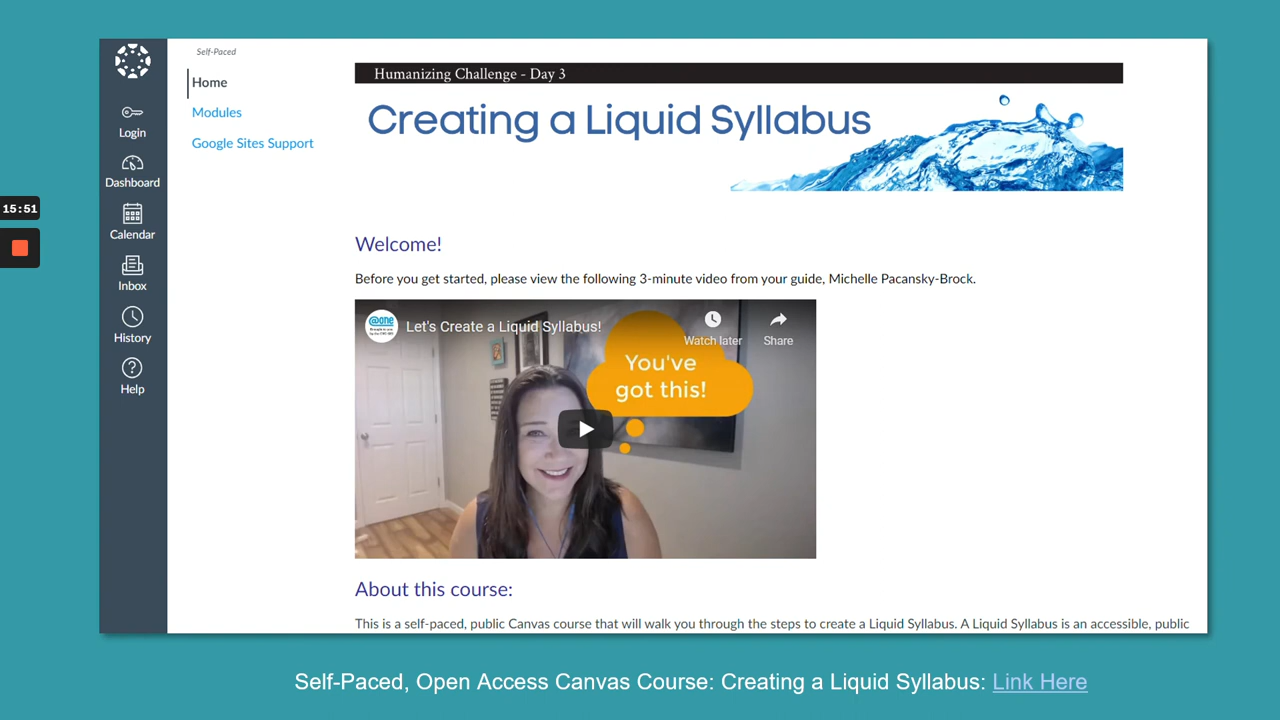 Self-Paced
Humanizing Challenge - Day 3
Home
Creating a Liquid Syllabus
Modules
Login
Google Sites Support
Dashboard
15:51
Calendar
Welcome!
Inbox
Before you get started, please view the following 3-minute video from your guide, Michelle Pacansky-Brock.
History
@one
Let's Create a Liquid Syllabus!
Watch later
Share
You've
got this!
Help
About this course:
This is a self-paced, public Canvas course that will walk you through the steps to create a Liquid Syllabus. A Liquid Syllabus is an accessible, public
Self-Paced, Open Access Canvas Course: Creating a Liquid Syllabus: Link Here